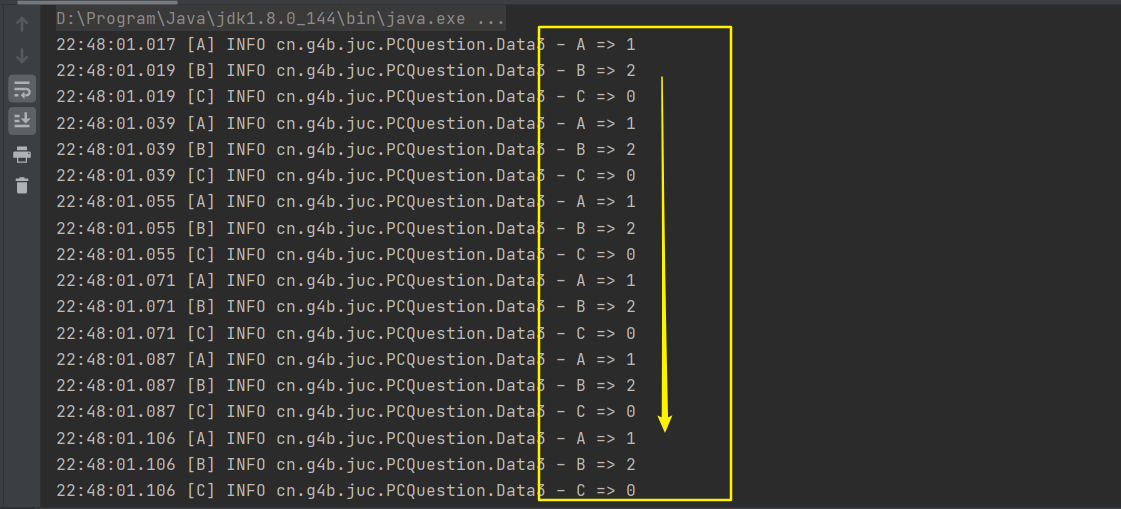 D:\Program\Java\jdk1.8.0_144\bin\java.exe ...
22:48:01.017 [A] INFO cn.g4b.juc.PCQuestion.Data3 - A => 1
22:48:01.019 [B] INFO cn.g4b.juc.PCQuestion.Data3 - B => 2
22:48:01.019 [C] INFO cn.g4b.juc.PCQuestion.Data3 - C => 0
22:48:01.039 [A] INFO cn.g4b.juc.PCQuestion.Data3 - A => 1
22:48:01.039 [B] INFO cn.g4b.juc.PCQuestion.Data3 - B => 2
22:48:01.039 [C] INFO cn.g4b.juc.PCQuestion.Data3 - C => 0
22:48:01.055 [A] INFO cn.g4b.juc.PCQuestion.Data3 - A => 1
22:48:01.055 [B] INFO cn.g4b.juc.PCQuestion.Data3 - B => 2
22:48:01.055 [C] INFO cn.g4b.juc.PCQuestion.Data3 - C => 0
22:48:01.071 [A] INFO cn.g4b.juc.PCQuestion.Data3 - A => 1
22:48:01.071 [B] INFO cn.g4b.juc.PCQuestion.Data3 - B => 2
22:48:01.071 [C] INFO cn.g4b.juc.PCQuestion.Data3 - C => 0
22:48:01.087 [A] INFO cn.g4b.juc.PCQuestion.Data3 - A => 1
22:48:01.087 [B] INFO cn.g4b.juc.PCQuestion.Data3 - B => 2
22:48:01.087 [C] INFO cn.g4b.juc.PCQuestion.Data3 - C => 0
22:48:01.106 [A] INFO cn.g4b.juc.PCQuestion.Data3 - A => 1
22:48:01.106 [B] INFO cn.g4b.juc.PCQuestion.Data3 - B => 2
22:48:01.106 [C] INFO cn.g4b.juc.PCQuestion.Data3 - C => 0